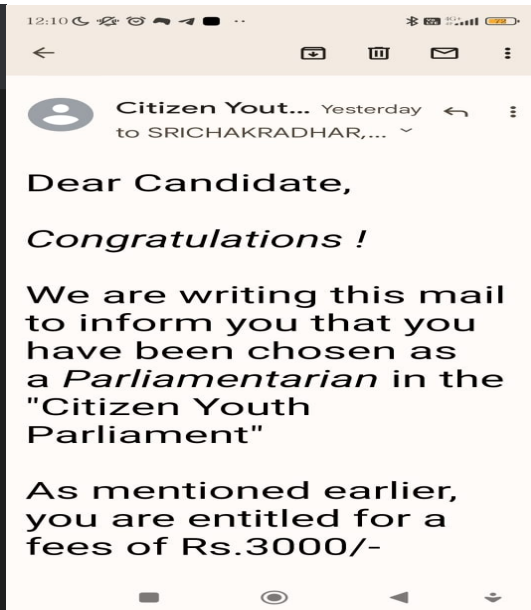 12:10
Citizen Yout... Yesterday
to SRICHAKRADHAR,...
Dear Candidate,
Congratulations !
We are writing this mail
to inform you that you
have been chosen as
a Parliamentarian in the
"Citizen Youth
Parliament"
As mentioned earlier,
you are entitled for a
fees of Rs.3000/-